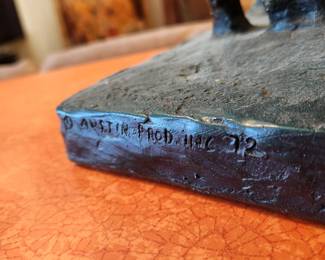 © AUSTIN PROD. INC 72